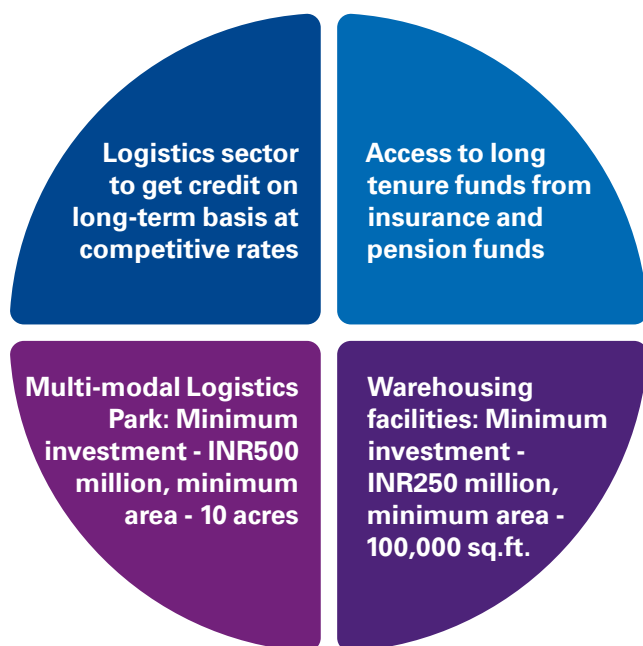 Logistics sector
to get credit on
long-term basis at
competitive rates
Access to long
tenure funds from
insurance and
pension funds
Multi-modal Logistics
Park: Minimum
investment - INR500
million, minimum
area - 10 acres
Warehousing
facilities: Minimum
investment -
INR250 million,
minimum area -
100,000 sq.ft.